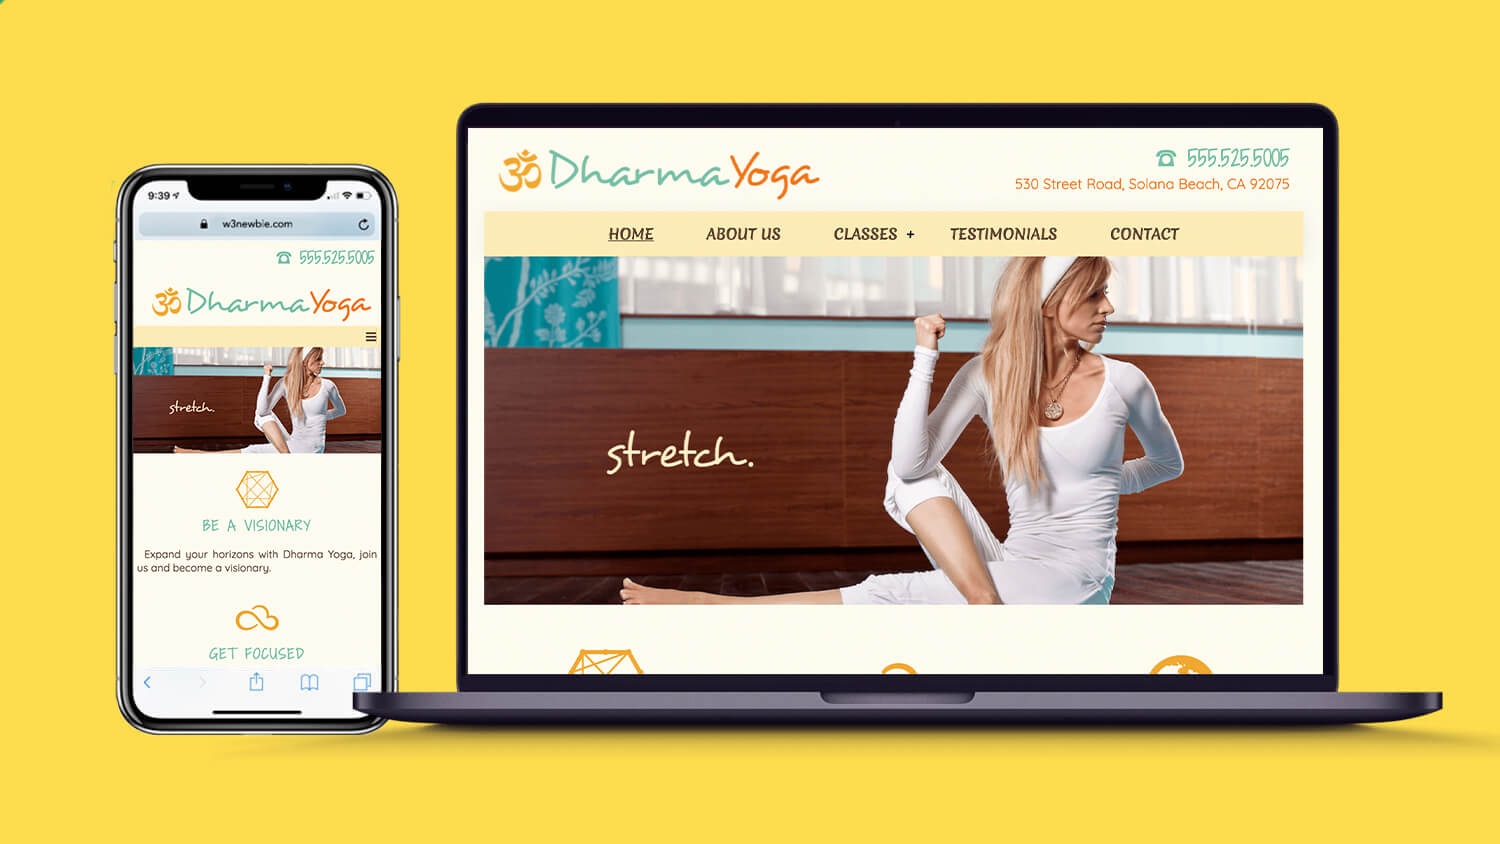 9:39
w3newbie.com
555.525.5005
ॐ DharmaYoga
stretch.
BE A VISIONARY
Expand your horizons with Dharma Yoga, join
us and become a visionary.
GET FOCUSED
ॐ DharmaYoga
555.525.5005
530 Street Road, Solana Beach, CA 92075
HOME ABOUT US CLASSES + TESTIMONIALS CONTACT
stretch.